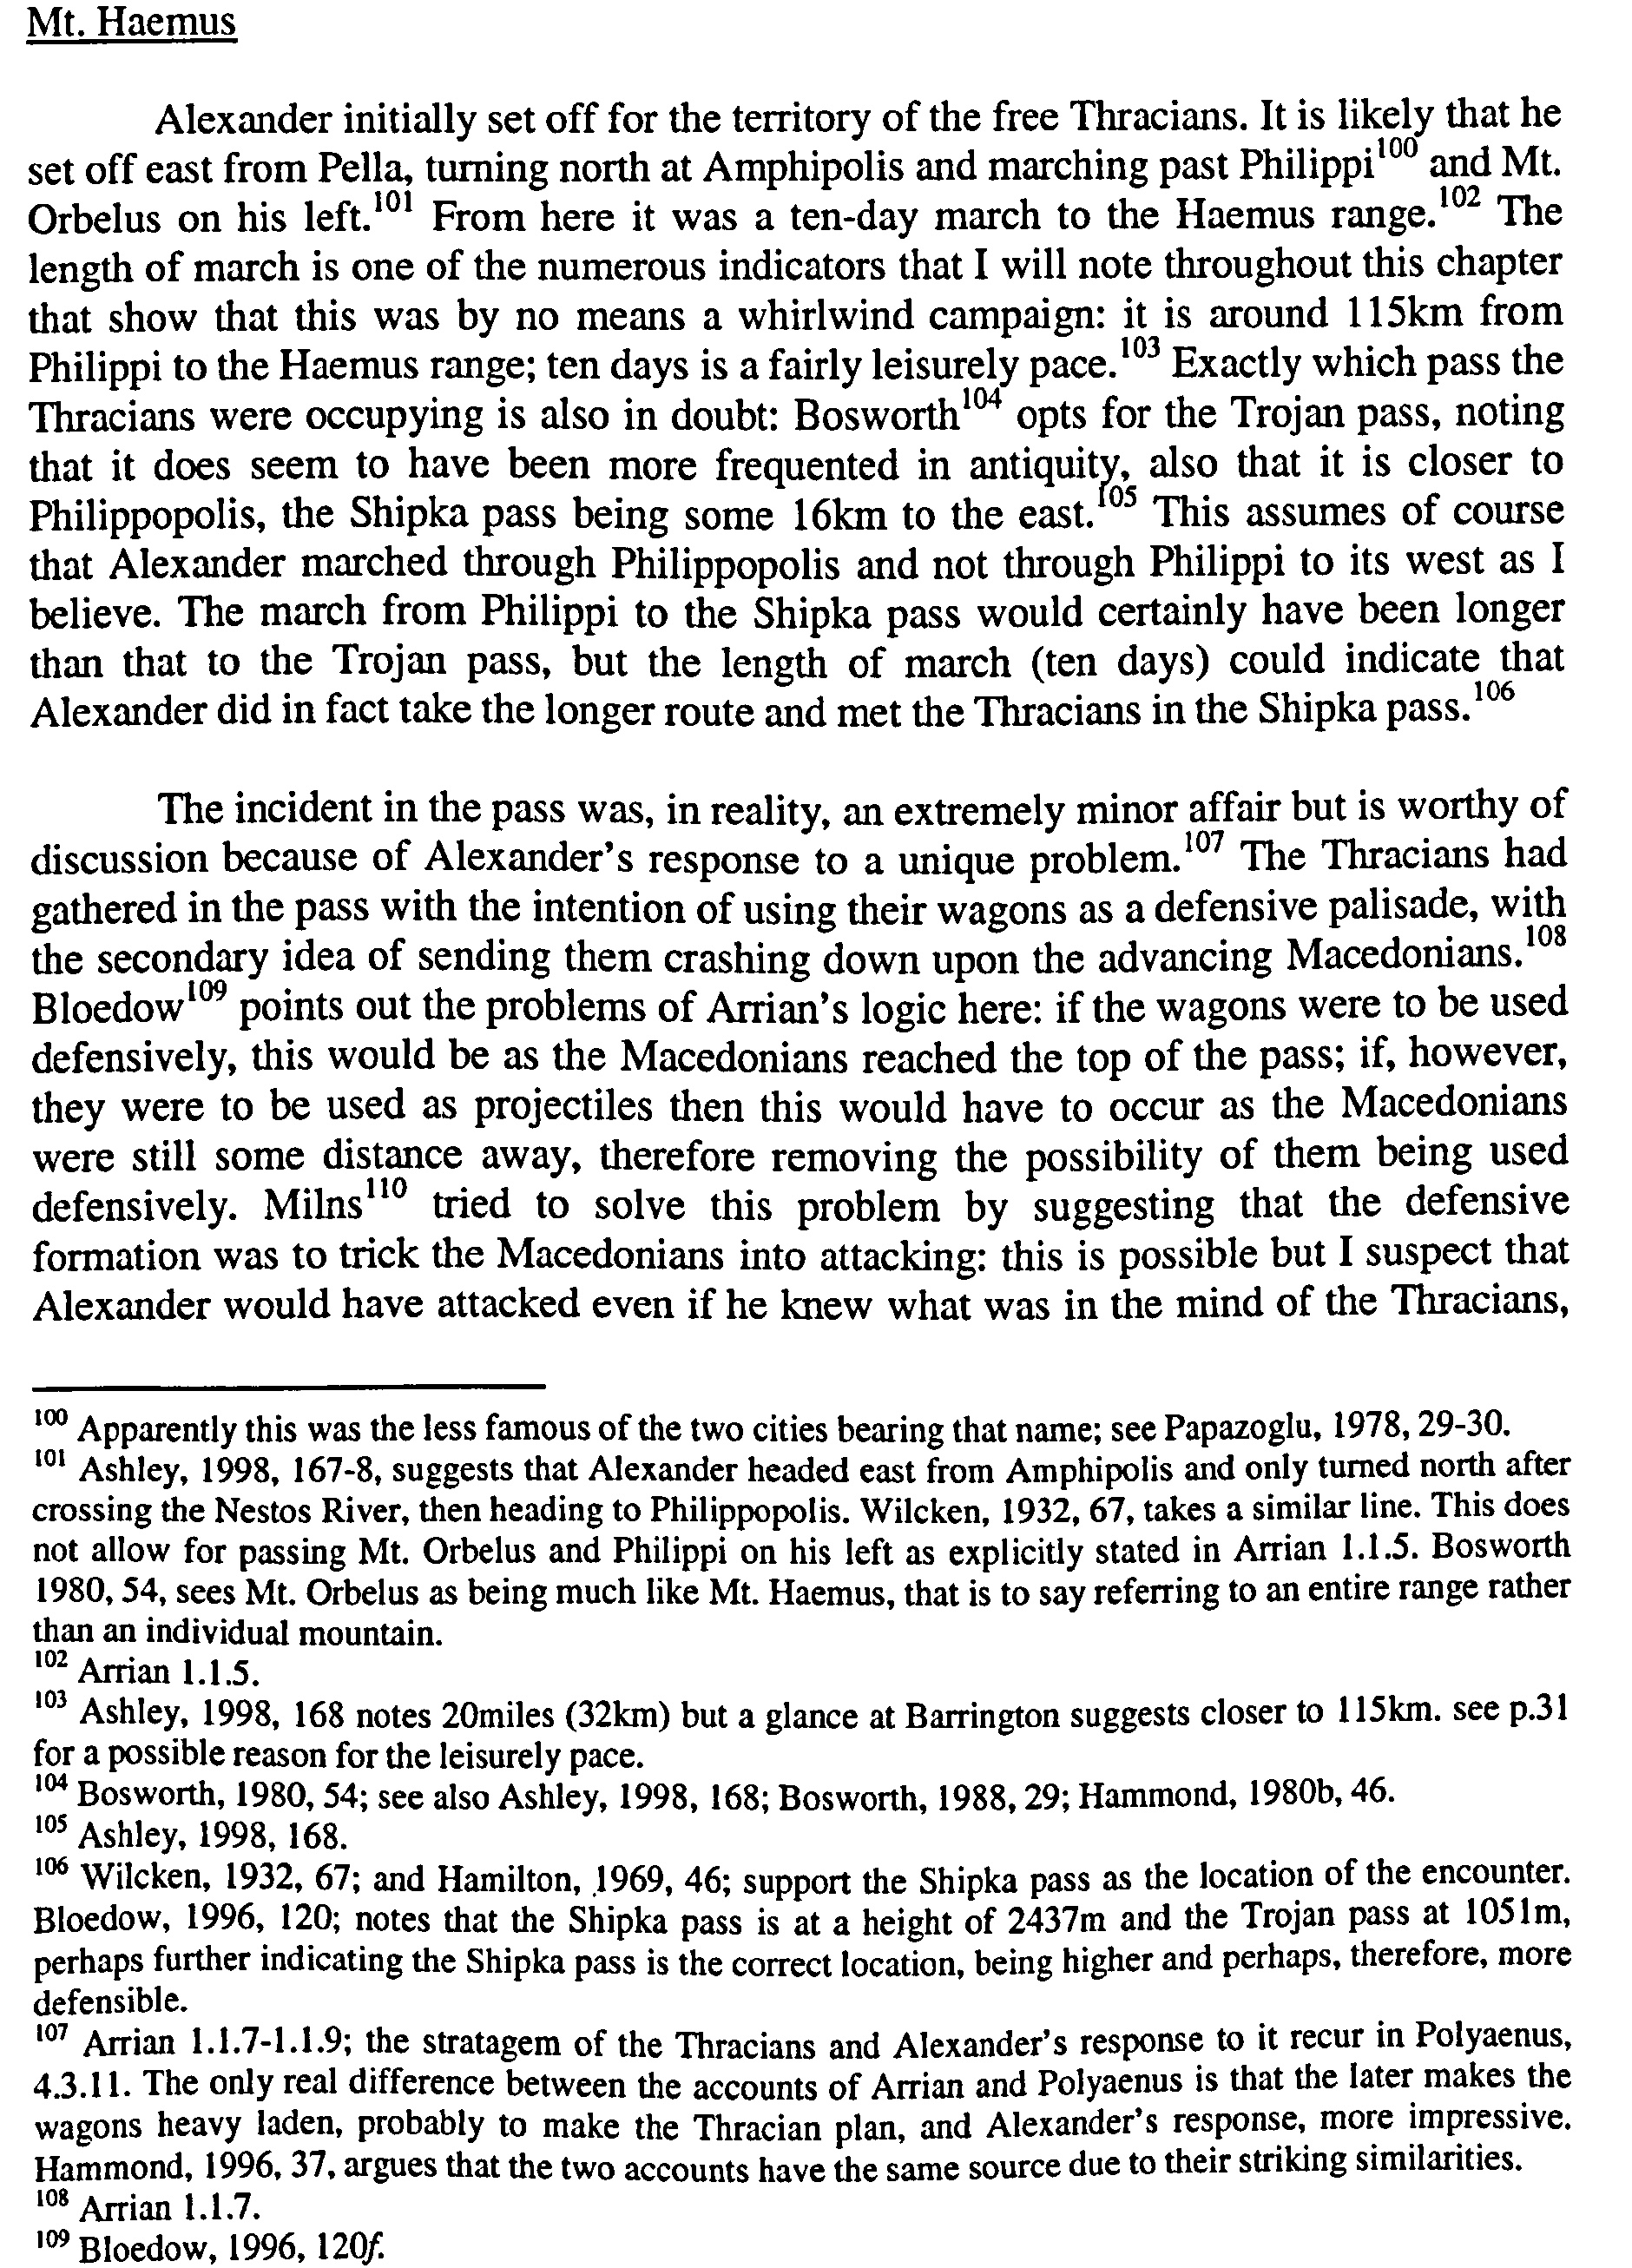 Mt. Haemus
Alexander initially set off for the territory of the free Thracians. It is likely that he
set off east from Pella, turning north at Amphipolis and marching past Philippi100 and Mt.
Orbelus on his left.101 From here it was a ten-day march to the Haemus range.102 The
length of march is one of the numerous indicators that I will note throughout this chapter
that show that this was by no means a whirlwind campaign: it is around 115km from
Philippi to the Haemus range; ten days is a fairly leisurely pace.103 Exactly which pass the
Thracians were occupying is also in doubt: Bosworth104 opts for the Trojan pass, noting
that it does seem to have been more frequented in antiquity, also that it is closer to
Philippopolis, the Shipka pass being some 16km to the east.105 This assumes of course
that Alexander marched through Philippopolis and not through Philippi to its west as I
believe. The march from Philippi to the Shipka pass would certainly have been longer
than that to the Trojan pass, but the length of march (ten days) could indicate that
Alexander did in fact take the longer route and met the Thracians in the Shipka pass.106
The incident in the pass was, in reality, an extremely minor affair but is worthy of
discussion because of Alexander's response to a unique problem.107 The Thracians had
gathered in the pass with the intention of using their wagons as a defensive palisade, with
the secondary idea of sending them crashing down upon the advancing Macedonians.108
Bloedow109 points out the problems of Arrian's logic here: if the wagons were to be used
defensively, this would be as the Macedonians reached the top of the pass; if, however,
they were to be used as projectiles then this would have to occur as the Macedonians
were still some distance away, therefore removing the possibility of them being used
defensively. Milns110 tried to solve this problem by suggesting that the defensive
formation was to trick the Macedonians into attacking: this is possible but I suspect that
Alexander would have attacked even if he knew what was in the mind of the Thracians,
100 Apparently this was the less famous of the two cities bearing that name; see Papazoglu, 1978, 29-30.
101 Ashley, 1998, 167-8, suggests that Alexander headed east from Amphipolis and only turned north after
crossing the Nestos River, then heading to Philippopolis. Wilcken, 1932, 67, takes a similar line. This does
not allow for passing Mt. Orbelus and Philippi on his left as explicitly stated in Arrian 1.1.5. Bosworth
1980, 54, sees Mt. Orbelus as being much like Mt. Haemus, that is to say referring to an entire range rather
than an individual mountain.
102 Arrian 1.1.5.
103 Ashley, 1998, 168 notes 20miles (32km) but a glance at Barrington suggests closer to 115km. see p.31
for a possible reason for the leisurely pace.
104 Bosworth, 1980, 54; see also Ashley, 1998, 168; Bosworth, 1988, 29; Hammond, 1980b, 46.
105 Ashley, 1998, 168.
106 Wilcken, 1932, 67; and Hamilton, 1969, 46; support the Shipka pass as the location of the encounter.
Bloedow, 1996, 120; notes that the Shipka pass is at a height of 2437m and the Trojan pass at 1051m,
perhaps further indicating the Shipka pass is the correct location, being higher and perhaps, therefore, more
defensible.
107 Arrian 1.1.7-1.1.9; the stratagem of the Thracians and Alexander's response to it recur in Polyaenus,
4.3.11. The only real difference between the accounts of Arrian and Polyaenus is that the later makes the
wagons heavy laden, probably to make the Thracian plan, and Alexander's response, more impressive.
Hammond, 1996, 37, argues that the two accounts have the same source due to their striking similarities.
108 Arrian 1.1.7.
109 Bloedow, 1996, 120f.